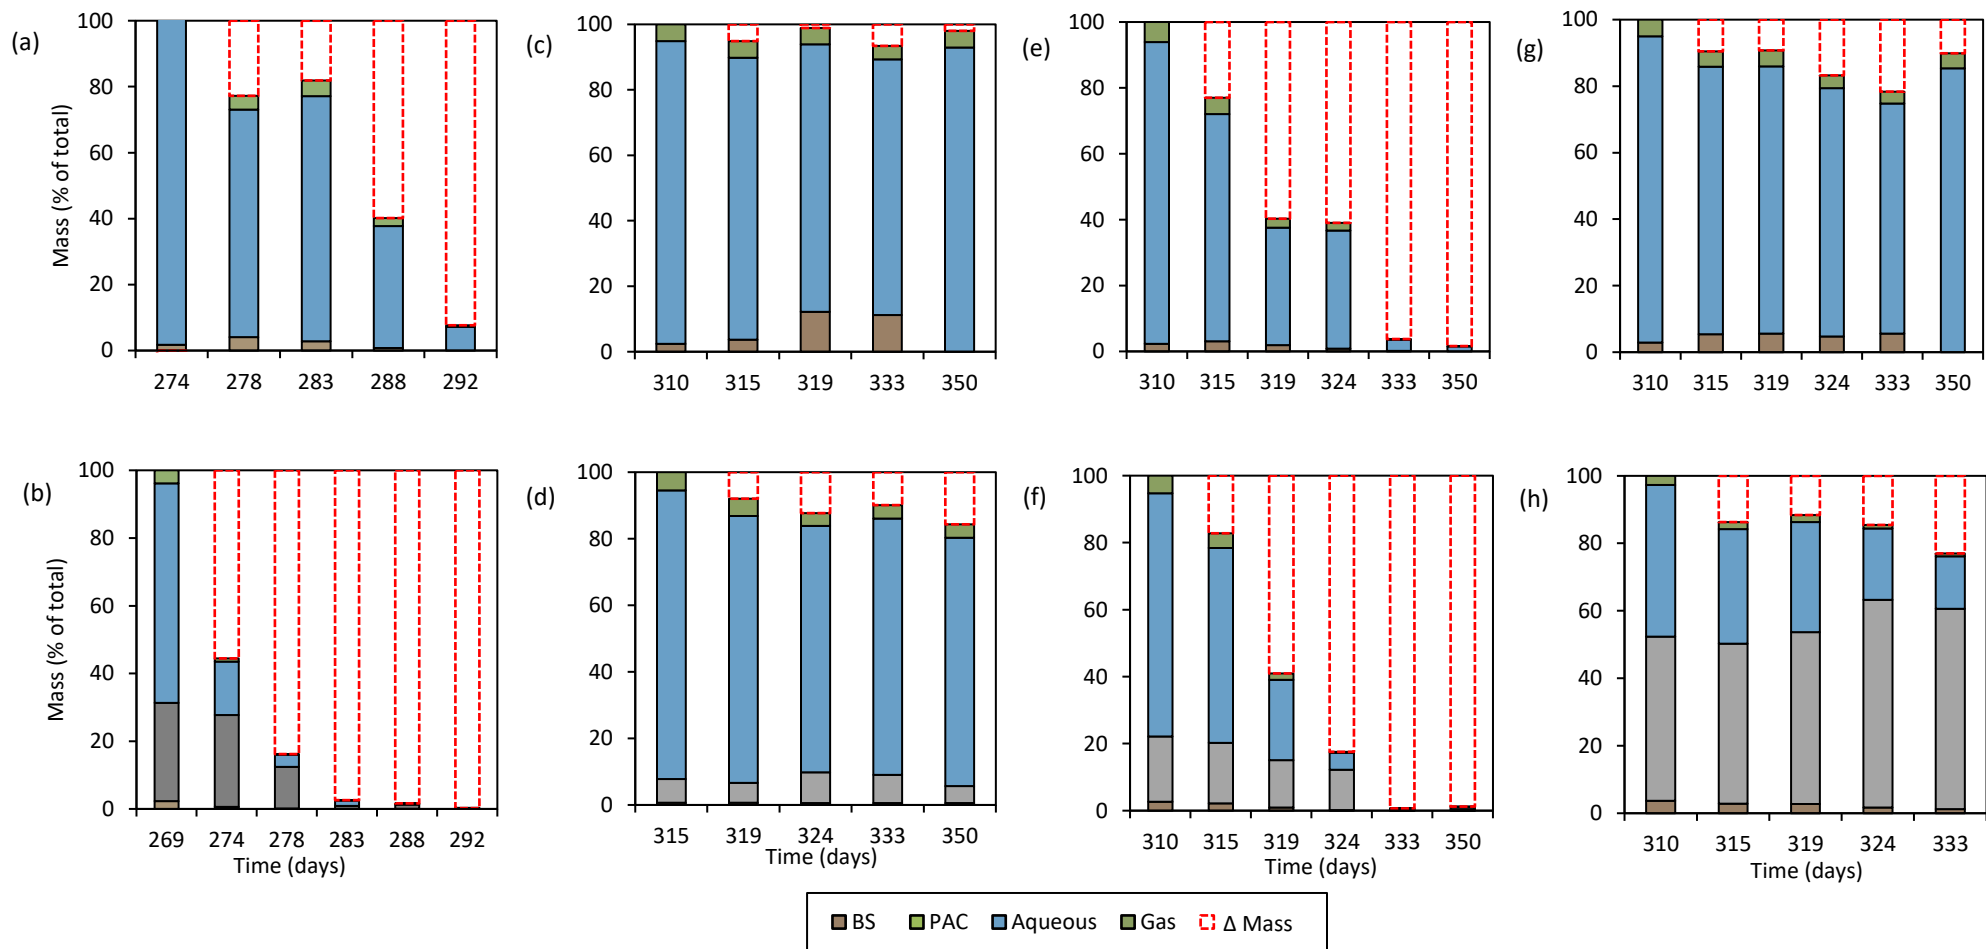 (a)
Mass (% of total)
100
80
60
40
20
0
274 278 283 288 292
(c)
100
80
60
40
20
0
310 315 319 333 350
(e)
100
80
60
40
20
0
310 315 319 324 333 350
(g)
100
80
60
40
20
0
310 315 319 324 333 350
(b)
Mass (% of total)
100
80
60
40
20
0
269 274 278 283 288 292
Time (days)
(d)
100
80
60
40
20
0
315 319 324 333 350
Time (days)
(f)
100
80
60
40
20
0
310 315 319 324 333 350
Time (days)
(h)
100
80
60
40
20
0
310 315 319 324 333
Time (days)
BS PAC Aqueous Gas Δ Mass